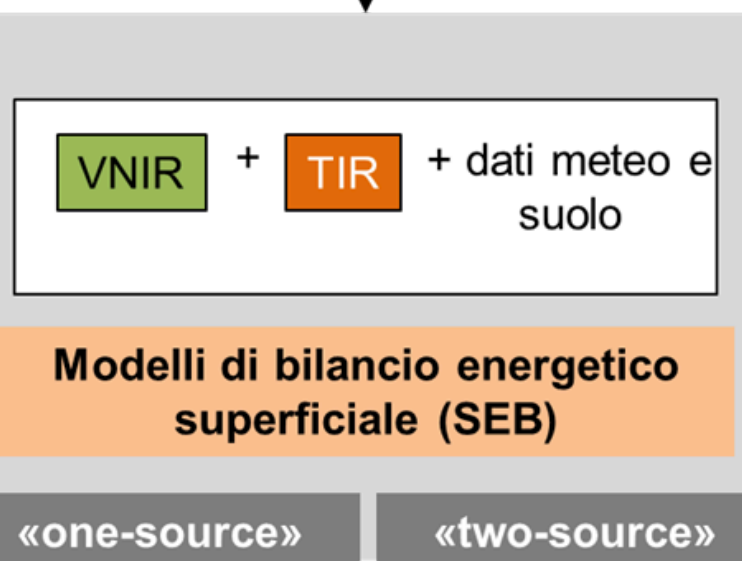 VNIR + TIR + dati meteo e
suolo
Modelli di bilancio energetico
superficiale (SEB)
«one-source» «two-source»